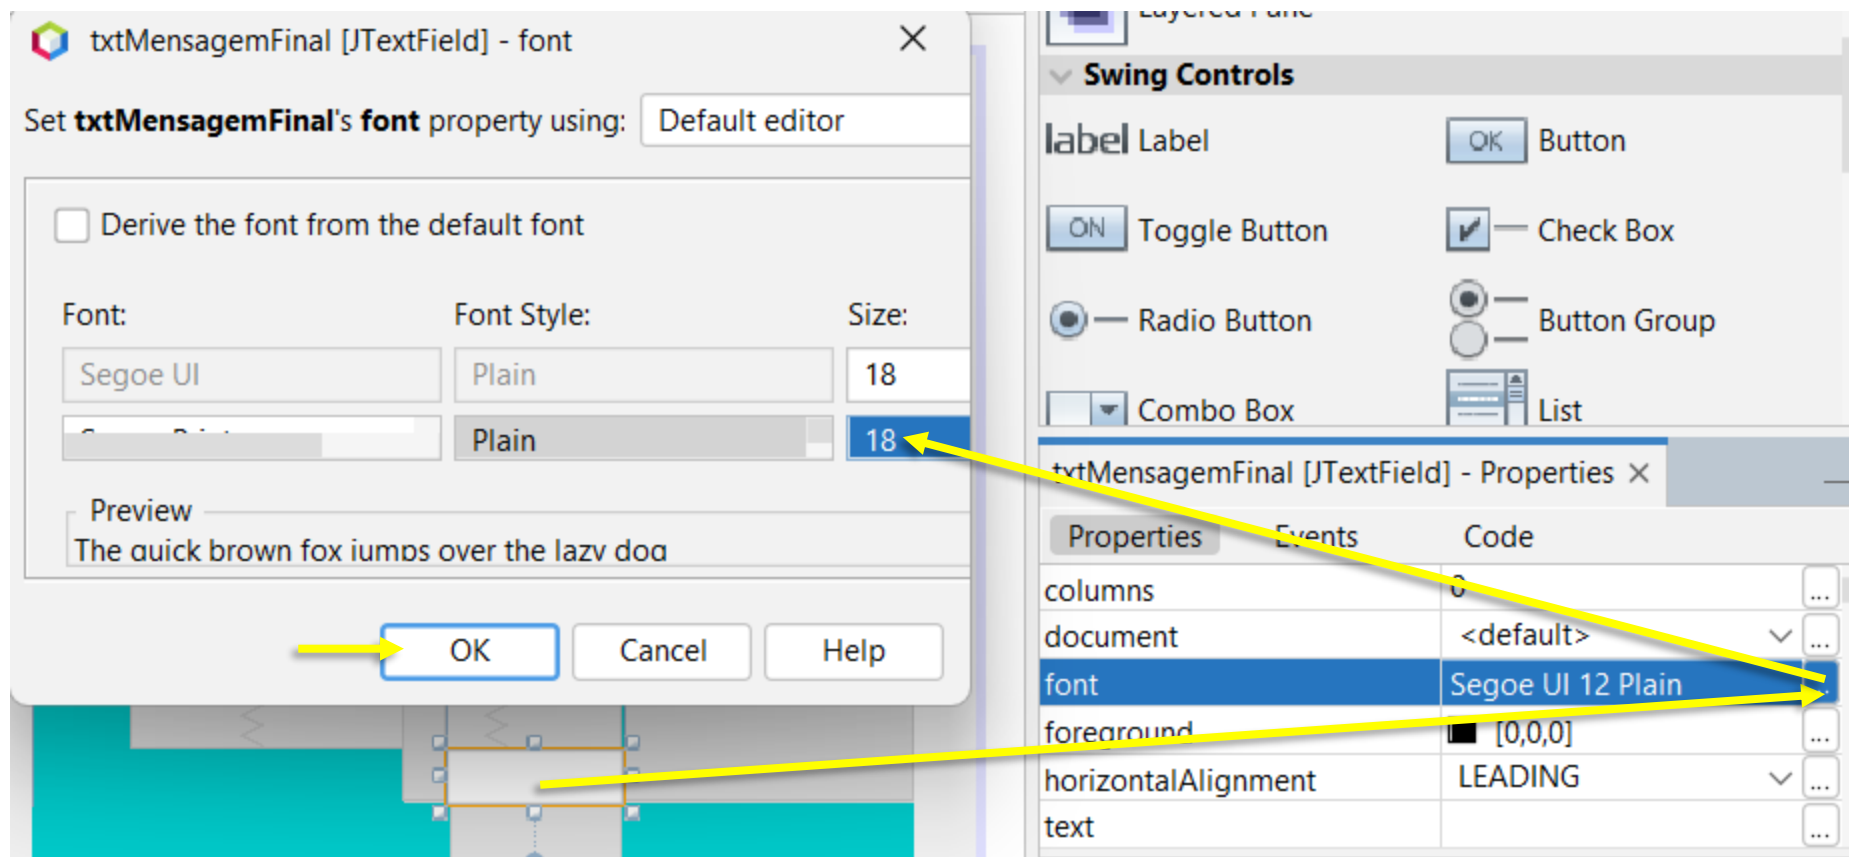 txtMensagemFinal [JTextField] - font
Set txtMensagemFinal's font property using: Default editor
Derive the font from the default font
Font: Font Style: Size:
Segoe UI Plain 18
Plain 18
Preview
The quick brown fox jumps over the lazy dog
OK Cancel Help
Layered Pane
Swing Controls
label Label OK Button
ON Toggle Button Check Box
Radio Button Button Group
Combo Box List
txtMensagemFinal [JTextField] - Properties
Properties Events Code
columns 0 ...
document <default> ...
font Segoe UI 12 Plain
foreground [0,0,0] ...
horizontalAlignment LEADING ...
text ...